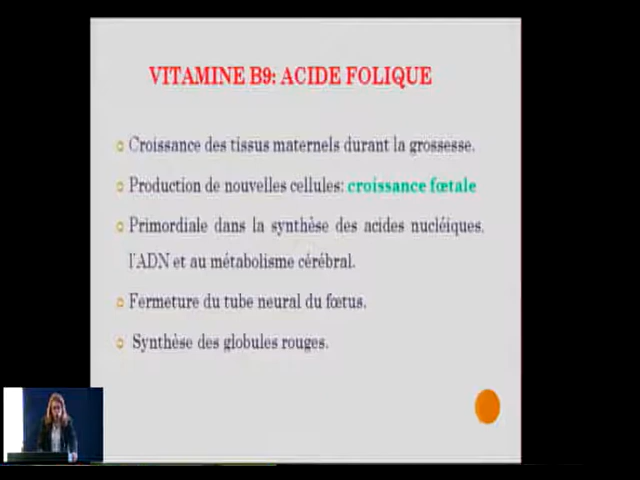 VITAMINE B9: ACIDE FOLIQUE
Croissance des tissus maternels durant la grossesse.
Production de nouvelles cellules: croissance fœtale
Primordiale dans la synthèse des acides nucléiques,
l'ADN et au métabolisme cérébral.
Fermeture du tube neural du fœtus.
Synthèse des globules rouges.